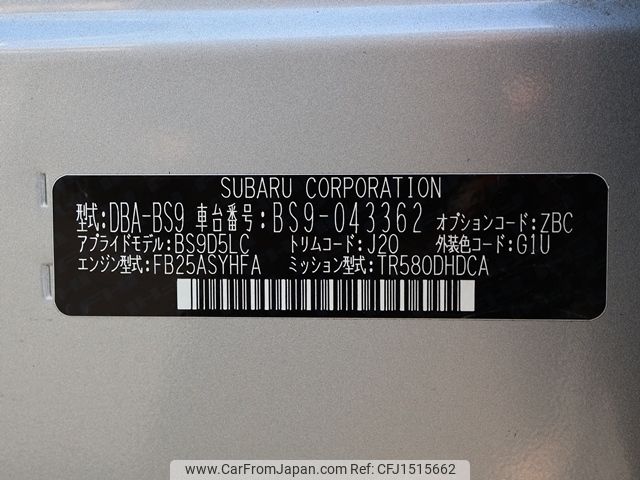 SUBARU CORPORATION
型式:DBA-BS9 車台番号:BS9-043362 オプションコード:ZBC
アプライドモデル:BS9D5LC トリムコード:J20 外装色コード:G1U
エンジン型式:FB25ASYHFA ミッション型式:TR580DHDCA
www.CarFromJapan.com - CFJ1515662